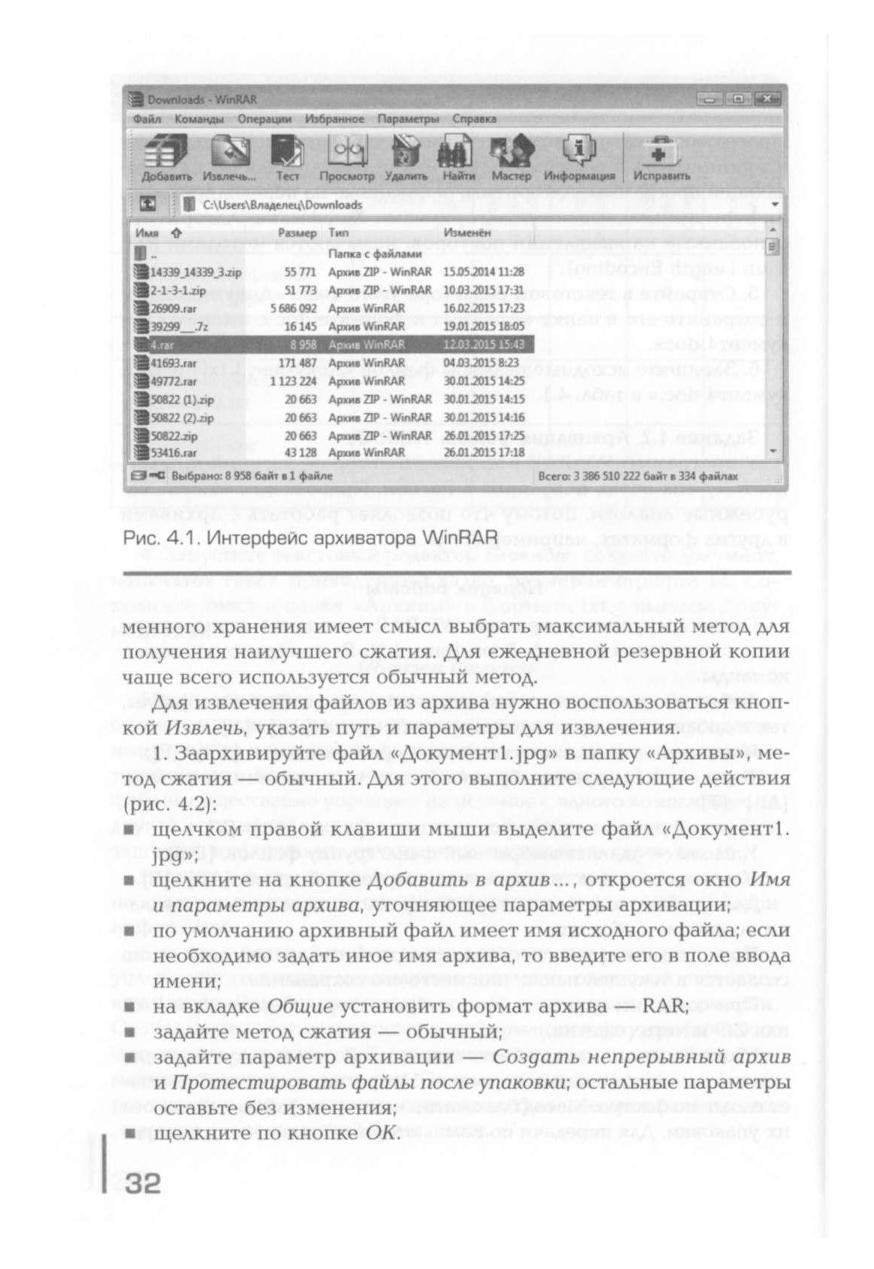 Downloads - WinRAR
Файл Команды Операции Избранное Параметры Справка
Добавить Извлечь... Тест Просмотр Удалить Найти Мастер Информация Исправить
C:\Users\Владелец\Downloads
Имя Размер Тип Изменён
.. Папка с файлами
14339_14339_3.zip 55 771 Архив ZIP - WinRAR 15.05.2014 11:28
2-1-3-1.zip 51 773 Архив ZIP - WinRAR 10.03.2015 17:31
26909.rar 5 686 092 Архив WinRAR 16.02.2015 17:23
39299__.7z 16 145 Архив WinRAR 19.01.2015 18:05
4.rar 8 958 Архив WinRAR 12.03.2015 15:43
41693.rar 171 487 Архив WinRAR 04.03.2015 8:23
49772.rar 1 123 224 Архив WinRAR 30.01.2015 14:25
50822 (1).zip 20 663 Архив ZIP - WinRAR 30.01.2015 14:15
50822 (2).zip 20 663 Архив ZIP - WinRAR 30.01.2015 14:16
50822.zip 20 663 Архив ZIP - WinRAR 26.01.2015 17:25
53416.rar 43 128 Архив WinRAR 26.01.2015 17:18
Выбрано: 8 958 байт в 1 файле Всего: 3 386 510 222 байт в 334 файлах
Рис. 4.1. Интерфейс архиватора WinRAR
менного хранения имеет смысл выбрать максимальный метод для
получения наилучшего сжатия. Для ежедневной резервной копии
чаще всего используется обычный метод.
Для извлечения файлов из архива нужно воспользоваться кноп-
кой Извлечь, указать путь и параметры для извлечения.
1. Заархивируйте файл «Документ1.jpg» в папку «Архивы», ме-
тод сжатия — обычный. Для этого выполните следующие действия
(рис. 4.2):
■ щелчком правой клавиши мыши выделите файл «Документ1.
jpg»;
■ щелкните на кнопке Добавить в архив..., откроется окно Имя
и параметры архива, уточняющее параметры архивации;
■ по умолчанию архивный файл имеет имя исходного файла; если
необходимо задать иное имя архива, то введите его в поле ввода
имени;
■ на вкладке Общие установить формат архива — RAR;
■ задайте метод сжатия — обычный;
■ задайте параметр архивации — Создать непрерывный архив
и Протестировать файлы после упаковки; остальные параметры
оставьте без изменения;
■ щелкните по кнопке ОК.
32